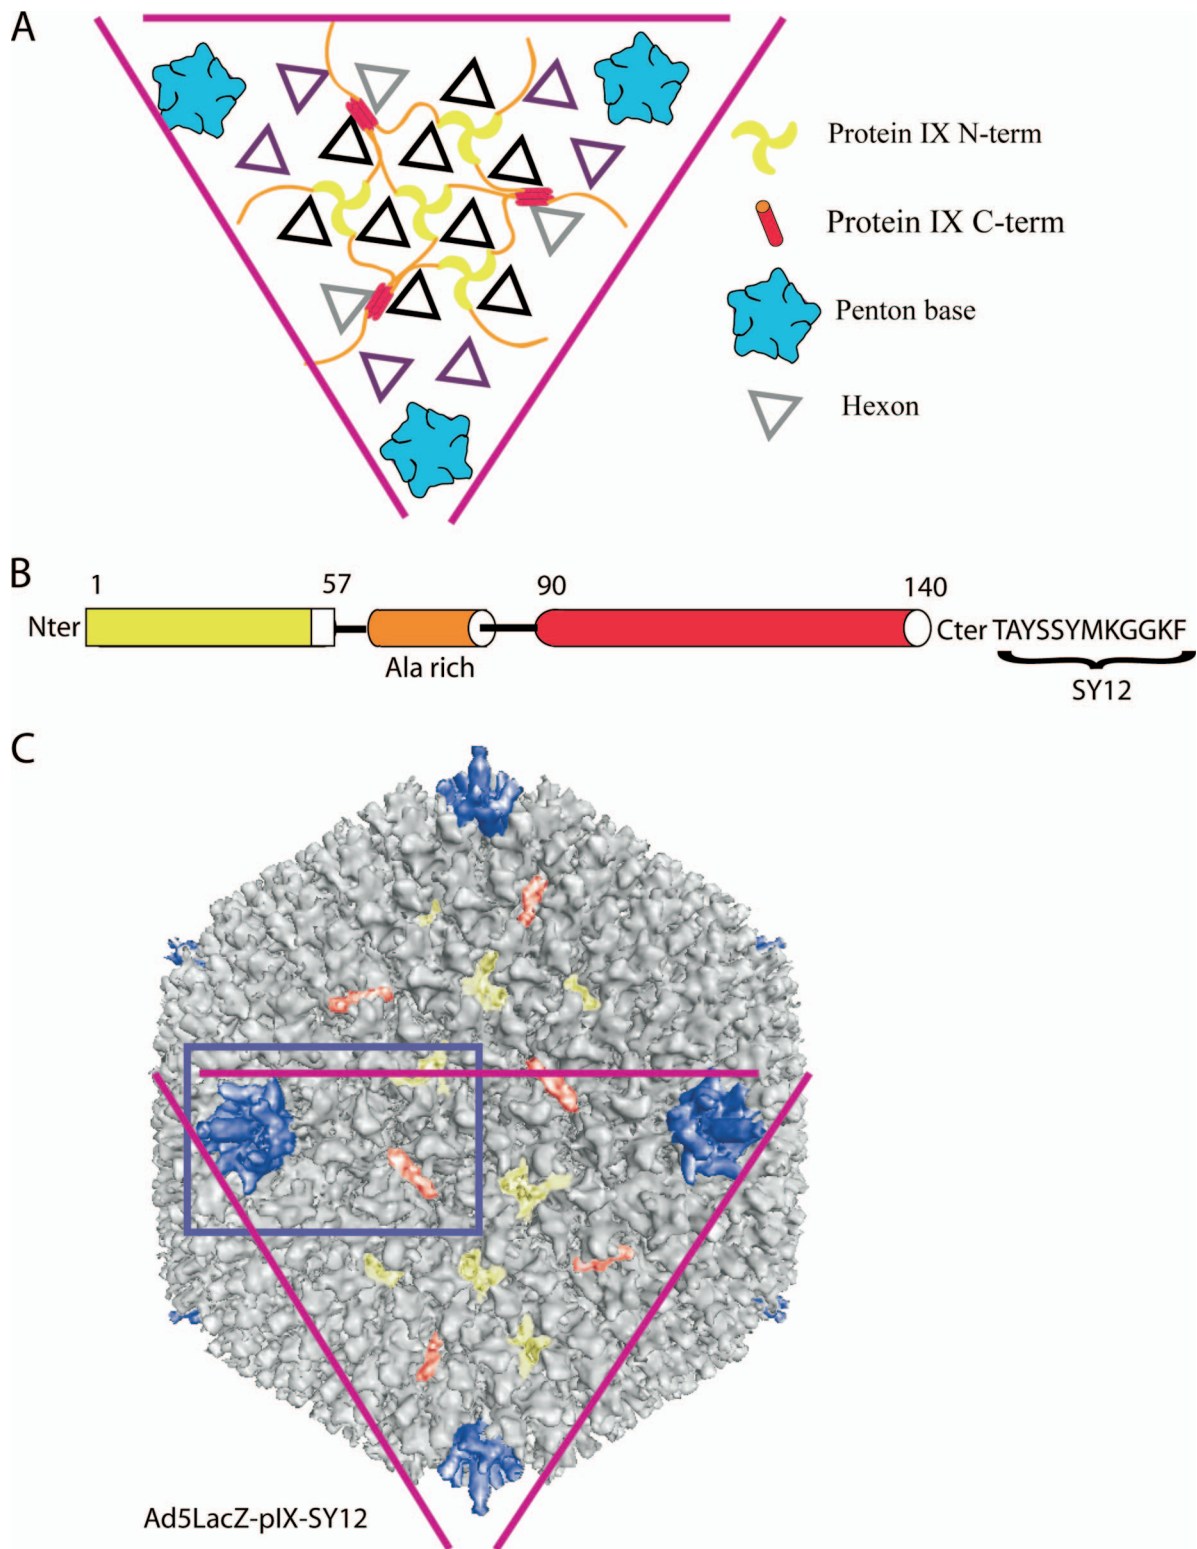 A
Protein IX N-term
Protein IX C-term
Penton base
Hexon
B
1 57 90 140
Nter Cter TAYSSYMKGGKF
Ala rich
SY12
C
Ad5LacZ-pIX-SY12